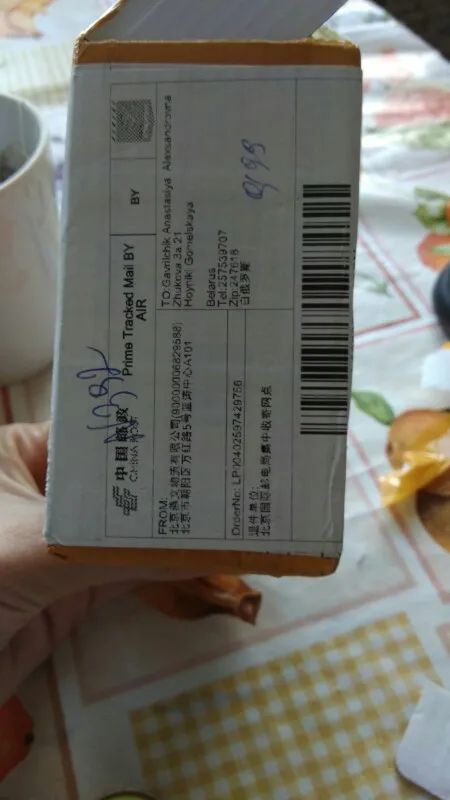 中国邮政
CHINA POST
Prime Tracked Mail BY
AIR
BY
FROM:
北京燕文物流有限公司(90000006829588)
北京市朝阳区万红路5号蓝涛中心A101
TO:Gavrilchik Anastasiya Alexsandrovna
Zhukova 3a 21
Hoyniki Gomelskaya
Belarus
Tel:257539707
Zip:247618
白俄罗斯
OrderNo: LP00402597429766
退件单位:
北京国际邮电局集中收寄网点